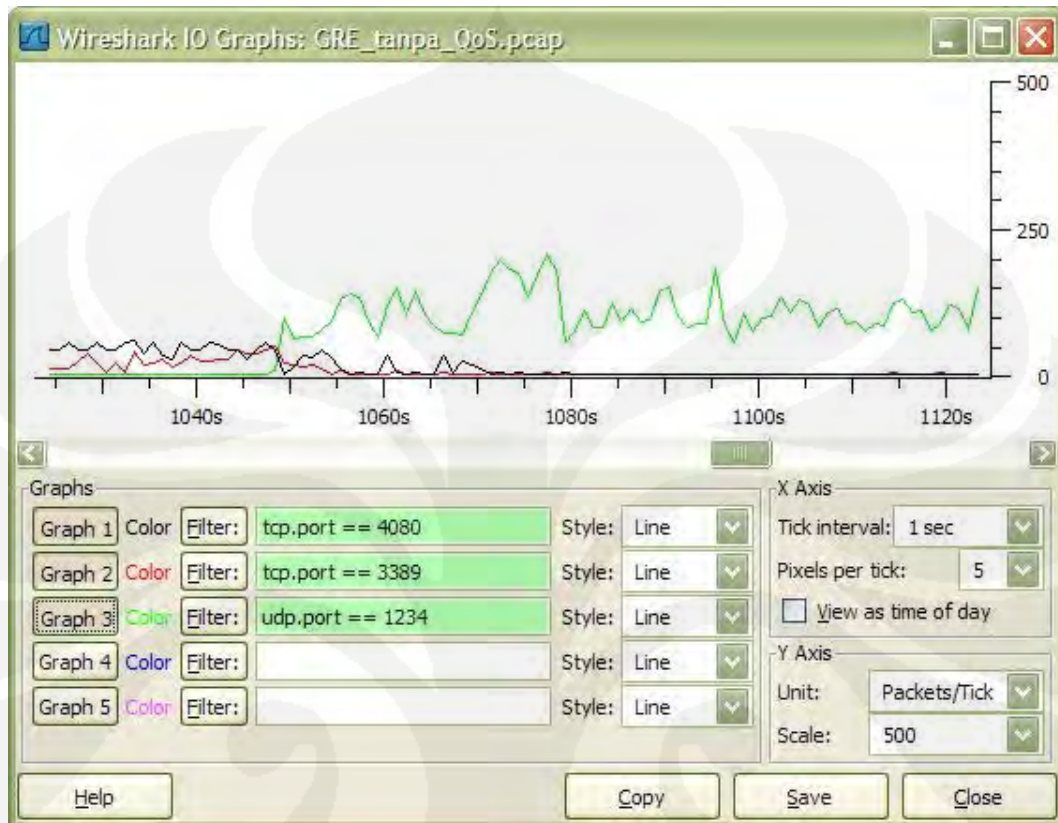 Wireshark IO Graphs: GRE_tanpa_QoS.pcap
500
250
0
1040s 1060s 1080s 1100s 1120s
Graphs
Graph 1 Color Filter: tcp.port == 4080 Style: Line
Graph 2 Color Filter: tcp.port == 3389 Style: Line
Graph 3 Color Filter: udp.port == 1234 Style: Line
Graph 4 Color Filter: Style: Line
Graph 5 Color Filter: Style: Line
X Axis
Tick interval: 1 sec
Pixels per tick: 5
View as time of day
Y Axis
Unit: Packets/Tick
Scale: 500
Help Copy Save Close